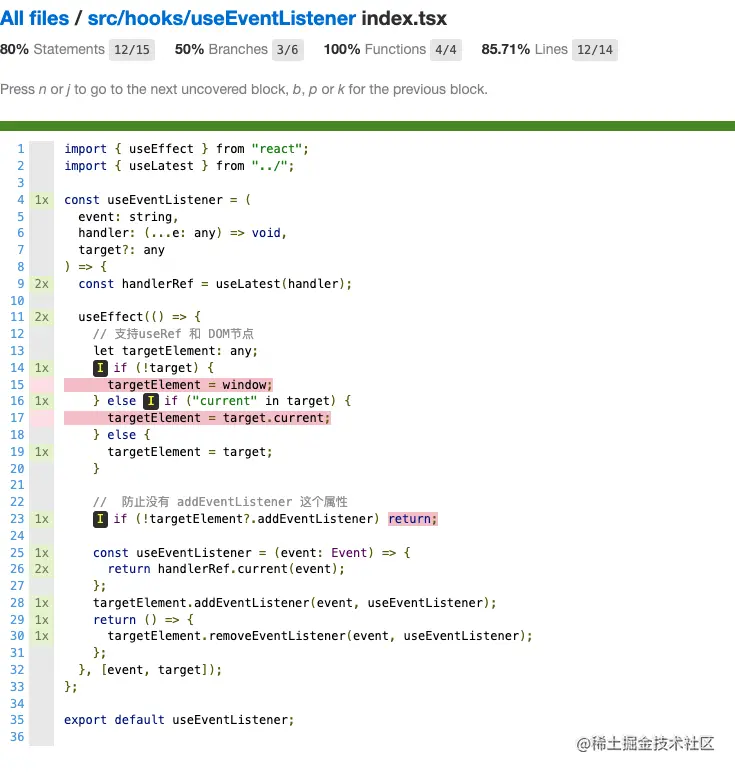 All files / src/hooks/useEventListener index.tsx
80% Statements 12/15 50% Branches 3/6 100% Functions 4/4 85.71% Lines 12/14
Press n or j to go to the next uncovered block, b, p or k for the previous block.
1 import { useEffect } from "react";
2 import { useLatest } from "../";
3
4 1x const useEventListener = (
5 event: string,
6 handler: (...e: any) => void,
7 target?: any
8 ) => {
9 2x const handlerRef = useLatest(handler);
10
11 2x useEffect(() => {
12 // 支持useRef 和 DOM节点
13 let targetElement: any;
14 1x I if (!target) {
15 targetElement = window;
16 1x } else I if ("current" in target) {
17 targetElement = target.current;
18 } else {
19 1x targetElement = target;
20 }
21
22 // 防止没有 addEventListener 这个属性
23 1x I if (!targetElement?.addEventListener) return;
24
25 1x const useEventListener = (event: Event) => {
26 2x return handlerRef.current(event);
27 };
28 1x targetElement.addEventListener(event, useEventListener);
29 1x return () => {
30 1x targetElement.removeEventListener(event, useEventListener);
31 };
32 }, [event, target]);
33 };
34
35 export default useEventListener;
36
@稀土掘金技术社区